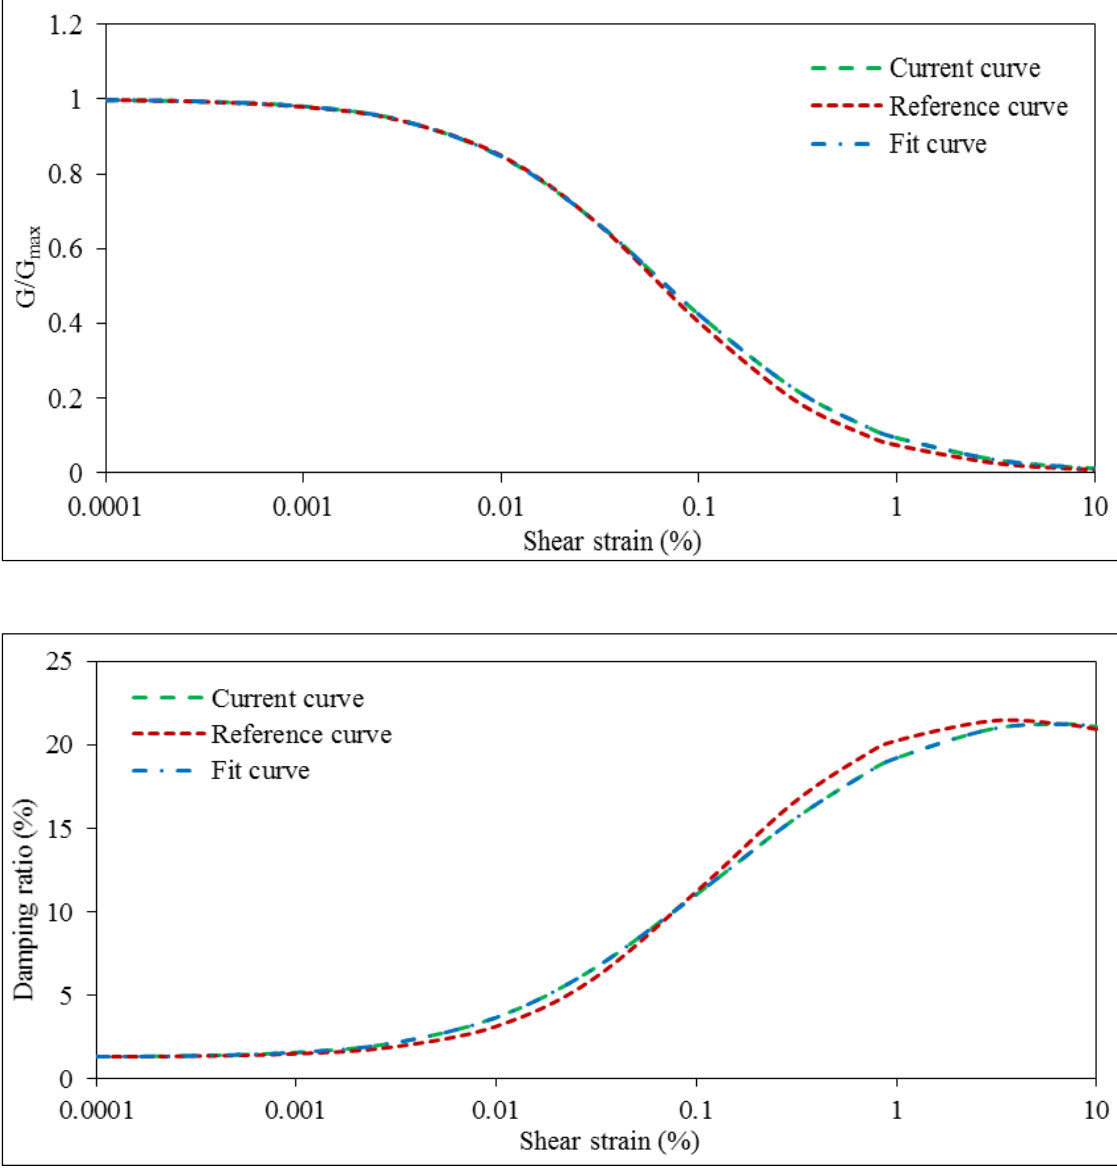 1.2
1
0.8
0.6
0.4
0.2
0
G/Gmax
Current curve
Reference curve
Fit curve
0.0001 0.001 0.01 0.1 1 10
Shear strain (%)
25
20
15
10
5
0
Damping ratio (%)
Current curve
Reference curve
Fit curve
0.0001 0.001 0.01 0.1 1 10
Shear strain (%)